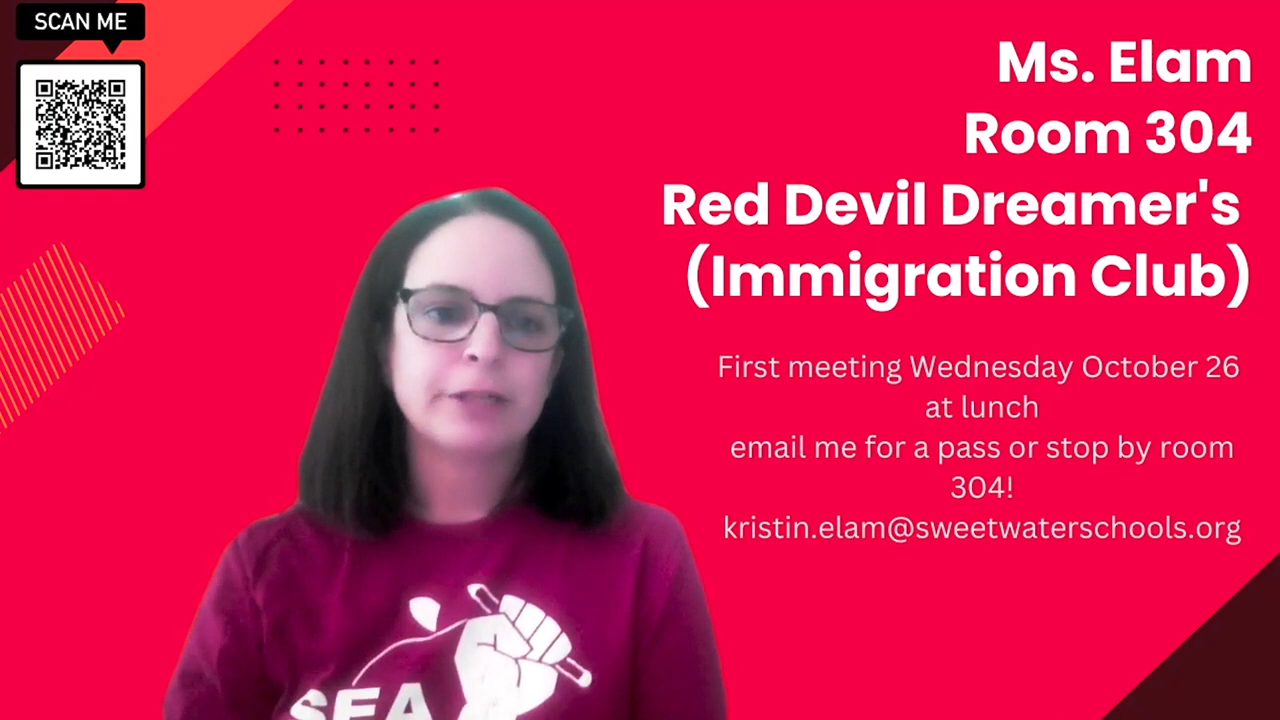 SCAN ME
Ms. Elam
Room 304
Red Devil Dreamer's
(Immigration Club)
First meeting Wednesday October 26
at lunch
email me for a pass or stop by room
304!
kristin.elam@sweetwaterschools.org
SEA